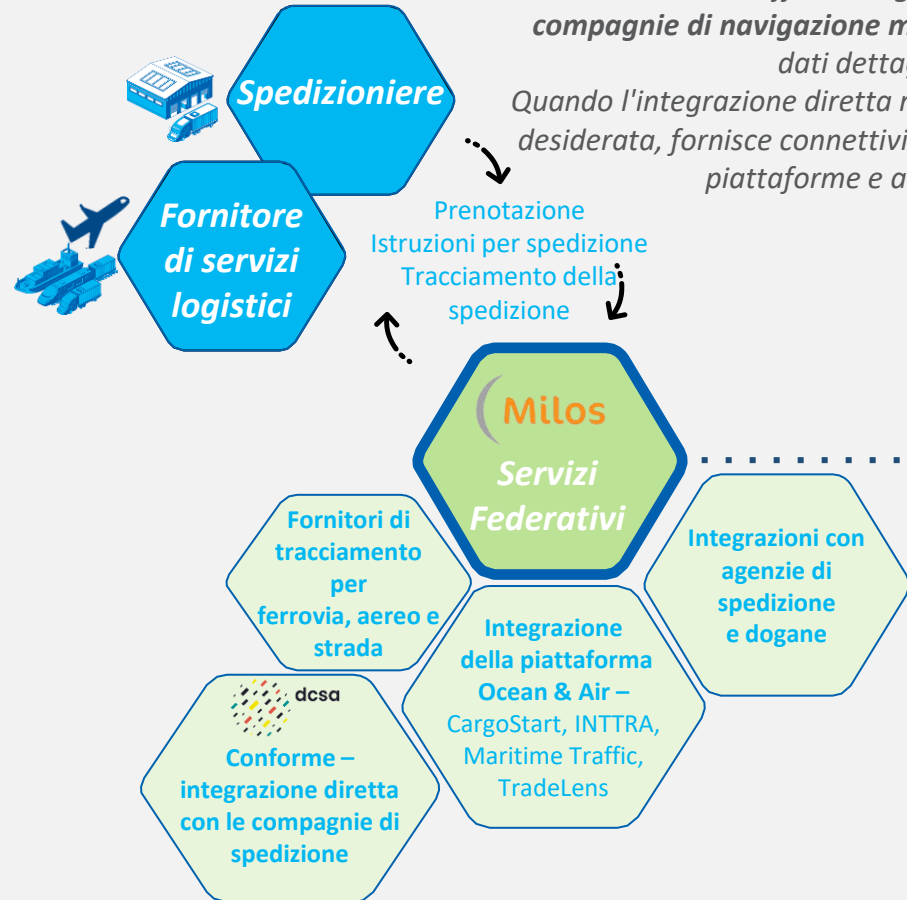 compagnie di navigazione
dati
Quando l'integrazione diretta
desiderata, fornisce
piattaforme e
Spedizioniere
Fornitore
di servizi
logistici
Prenotazione
Istruzioni per spedizione
Tracciamento della
spedizione
Milos
Servizi
Federativi
Fornitori di
tracciamento
per
ferrovia, aereo e
strada
Integrazioni con
agenzie di
spedizione
e dogane
Integrazione
della piattaforma
Ocean & Air –
CargoStart, INTTRA,
Maritime Traffic,
TradeLens
dcsa
Conforme –
integrazione diretta
con le compagnie di
spedizione